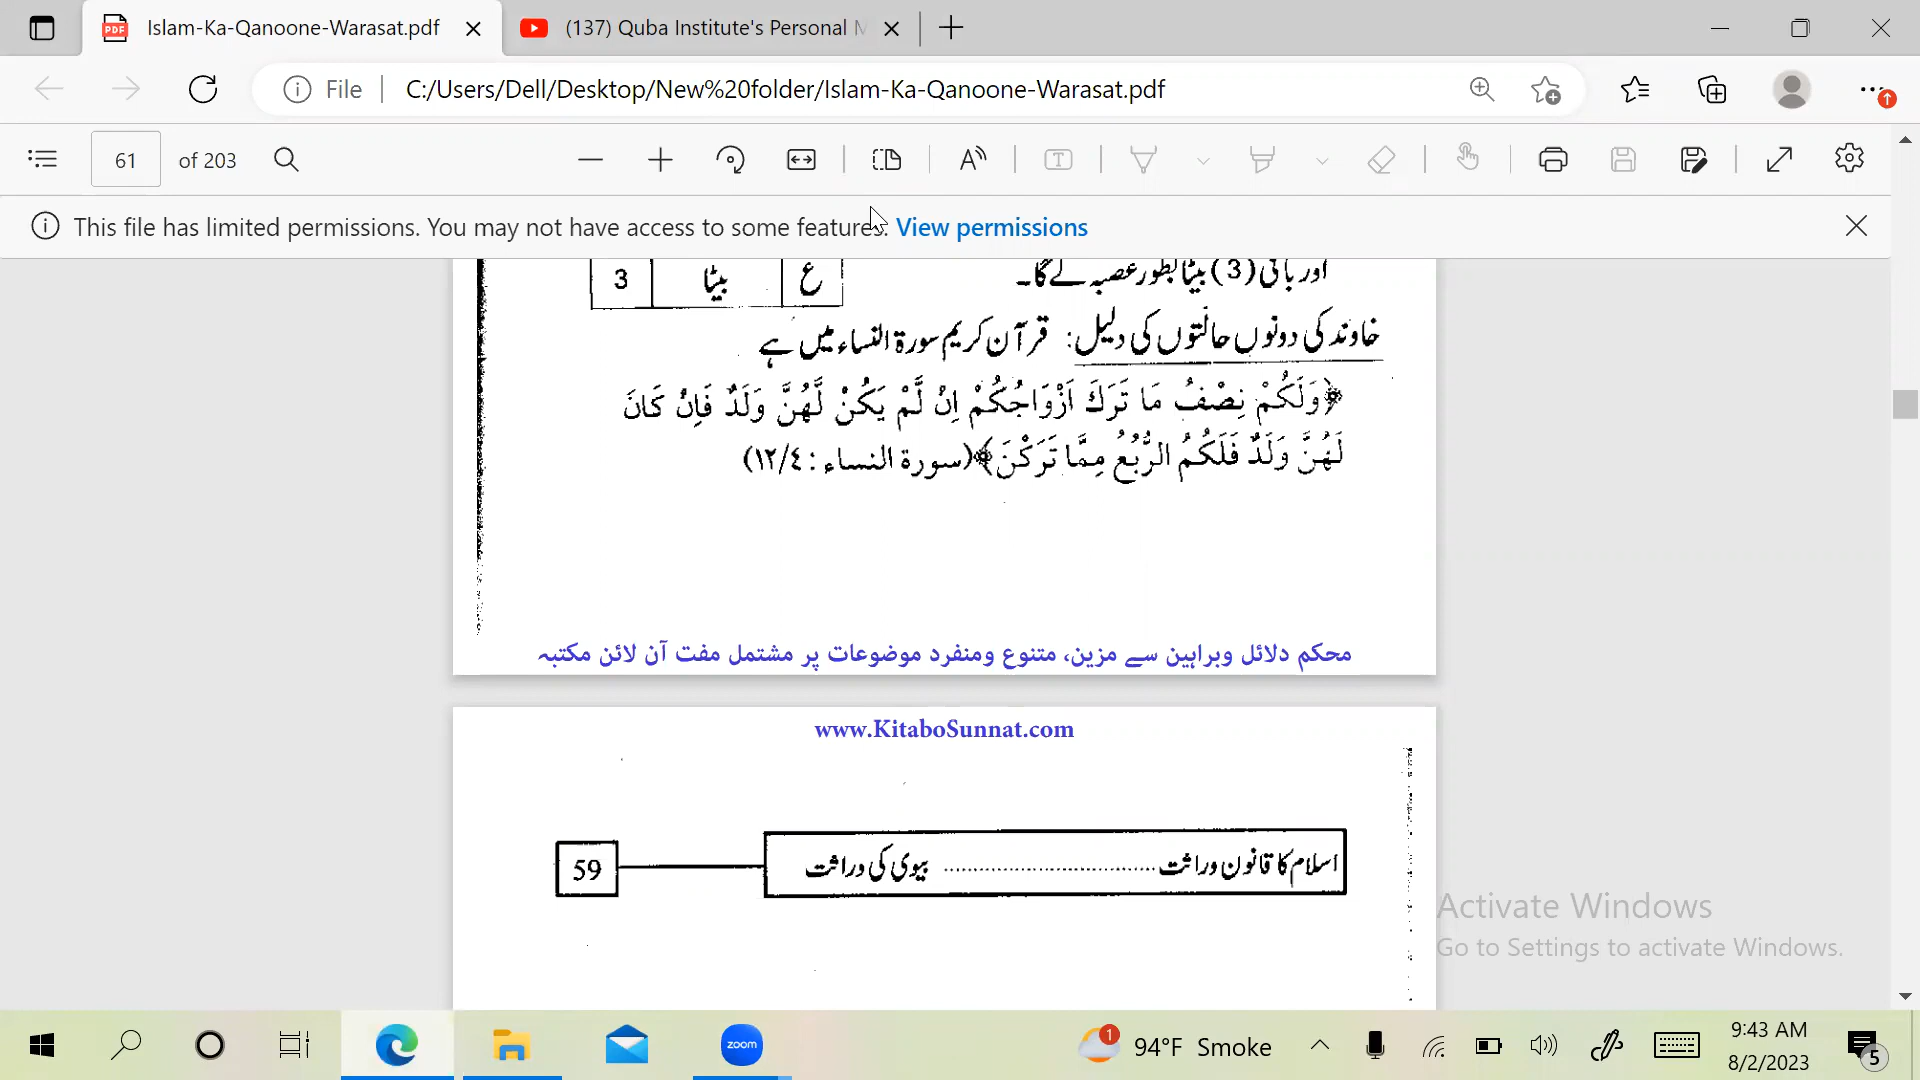 Islam-Ka-Qanoone-Warasat.pdf
(137) Quba Institute's Personal M
File
C:/Users/Dell/Desktop/New%20folder/Islam-Ka-Qanoone-Warasat.pdf
61 of 203
This file has limited permissions. You may not have access to some features. View permissions
اور باقی (3) بیٹا بطور عصبہ لے گا۔
ع بیٹا 3
خاوند کی دونوں حالتوں کی دلیل: قرآن کریم سورة النساء میں ہے
﴿وَلَكُمْ نِصْفُ مَا تَرَكَ اَزْوَاجُكُمْ اِنْ لَّمْ يَكُنْ لَّهُنَّ وَلَدٌ فَإِنْ كَانَ
لَهُنَّ وَلَدٌ فَلَكُمُ الرُّبُعُ مِمَّا تَرَكْنَ﴾ (سورة النساء : ١٢/٤)
محکم دلائل وبراہین سے مزین، متنوع ومنفرد موضوعات پر مشتمل مفت آن لائن مکتبہ
www.KitaboSunnat.com
اسلام کا قانون وراثت .............................. بیوی کی وراثت
59
Activate Windows
Go to Settings to activate Windows.
zoom
1
94°F Smoke
9:43 AM
8/2/2023
5